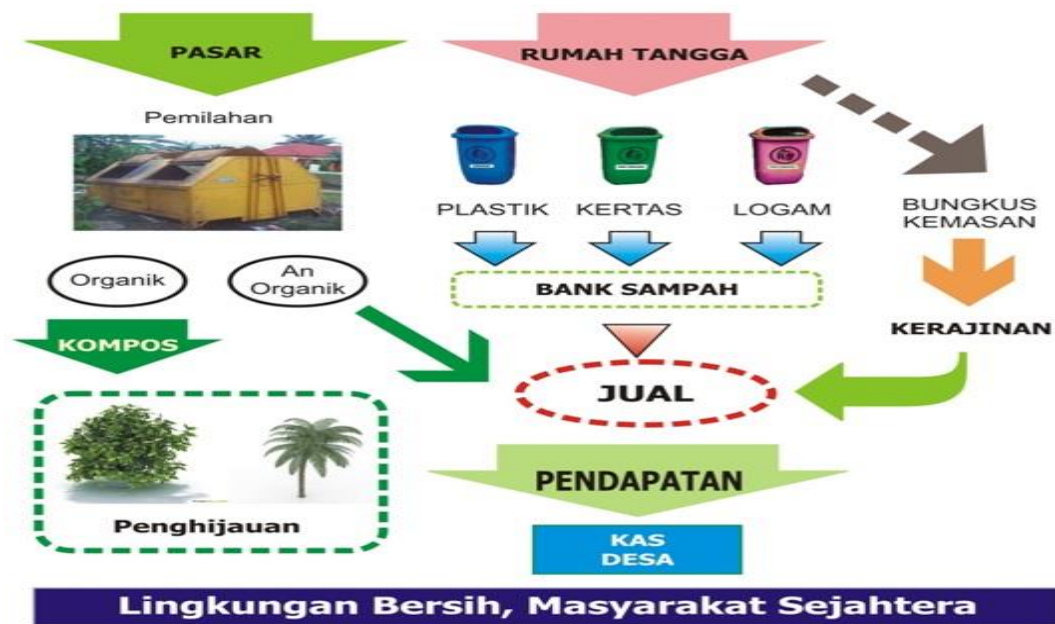 PASAR
RUMAH TANGGA
Pemilahan
PLASTIK
KERTAS
LOGAM
BUNGKUS
KEMASAN
Organik
An
Organik
BANK SAMPAH
KERAJINAN
KOMPOS
JUAL
PENDAPATAN
Penghijauan
KAS
DESA
Lingkungan Bersih, Masyarakat Sejahtera